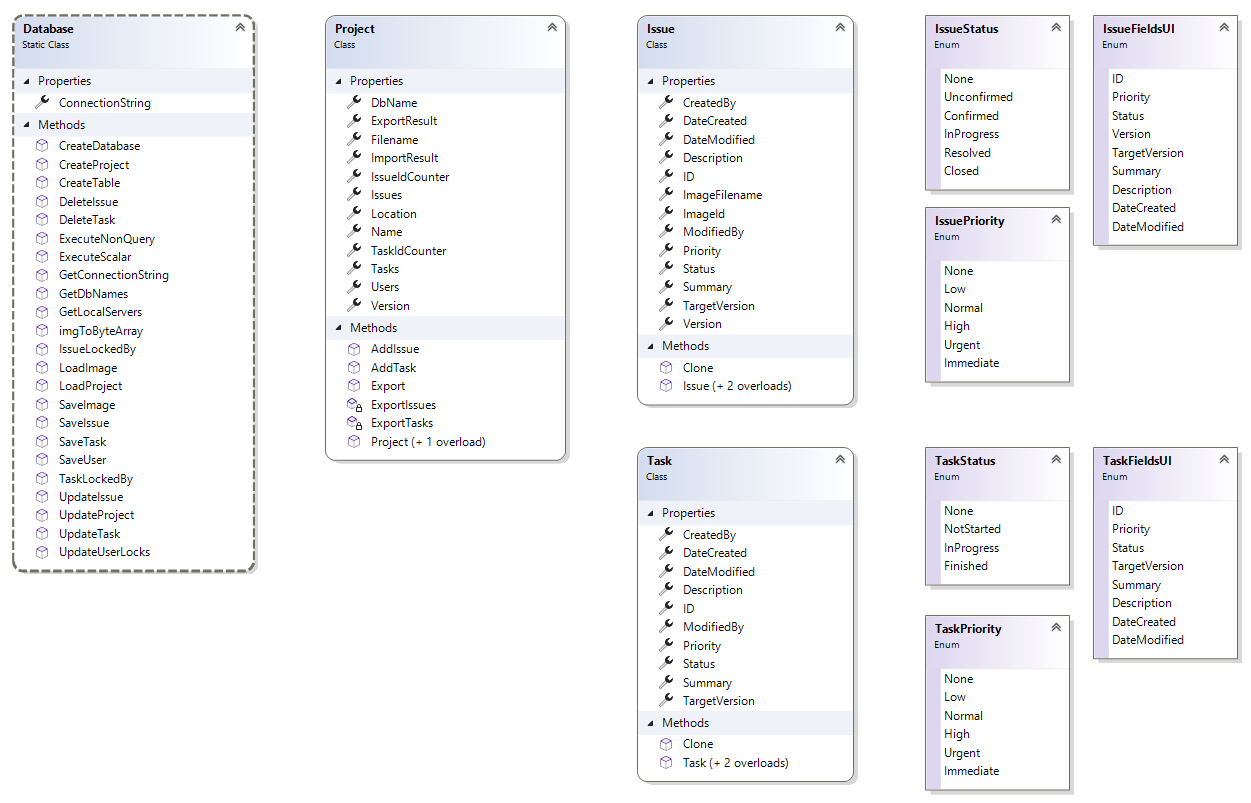 Database
Static Class
Properties
ConnectionString
Methods
CreateDatabase
CreateProject
CreateTable
DeleteIssue
DeleteTask
ExecuteNonQuery
ExecuteScalar
GetConnectionString
GetDbNames
GetLocalServers
imgToByteArray
IssueLockedBy
LoadImage
LoadProject
SaveImage
SaveIssue
SaveTask
SaveUser
TaskLockedBy
UpdateIssue
UpdateProject
UpdateTask
UpdateUserLocks
Project
Class
Properties
DbName
ExportResult
Filename
ImportResult
IssueIdCounter
Issues
Location
Name
TaskIdCounter
Tasks
Users
Version
Methods
AddIssue
AddTask
Export
ExportIssues
ExportTasks
Project (+ 1 overload)
Issue
Class
Properties
CreatedBy
DateCreated
DateModified
Description
ID
ImageFilename
ImageId
ModifiedBy
Priority
Status
Summary
TargetVersion
Version
Methods
Clone
Issue (+ 2 overloads)
IssueStatus
Enum
None
Unconfirmed
Confirmed
InProgress
Resolved
Closed
IssueFieldsUI
Enum
ID
Priority
Status
Version
TargetVersion
Summary
Description
DateCreated
DateModified
IssuePriority
Enum
None
Low
Normal
High
Urgent
Immediate
Task
Class
Properties
CreatedBy
DateCreated
DateModified
Description
ID
ModifiedBy
Priority
Status
Summary
TargetVersion
Methods
Clone
Task (+ 2 overloads)
TaskStatus
Enum
None
NotStarted
InProgress
Finished
TaskFieldsUI
Enum
ID
Priority
Status
TargetVersion
Summary
Description
DateCreated
DateModified
TaskPriority
Enum
None
Low
Normal
High
Urgent
Immediate